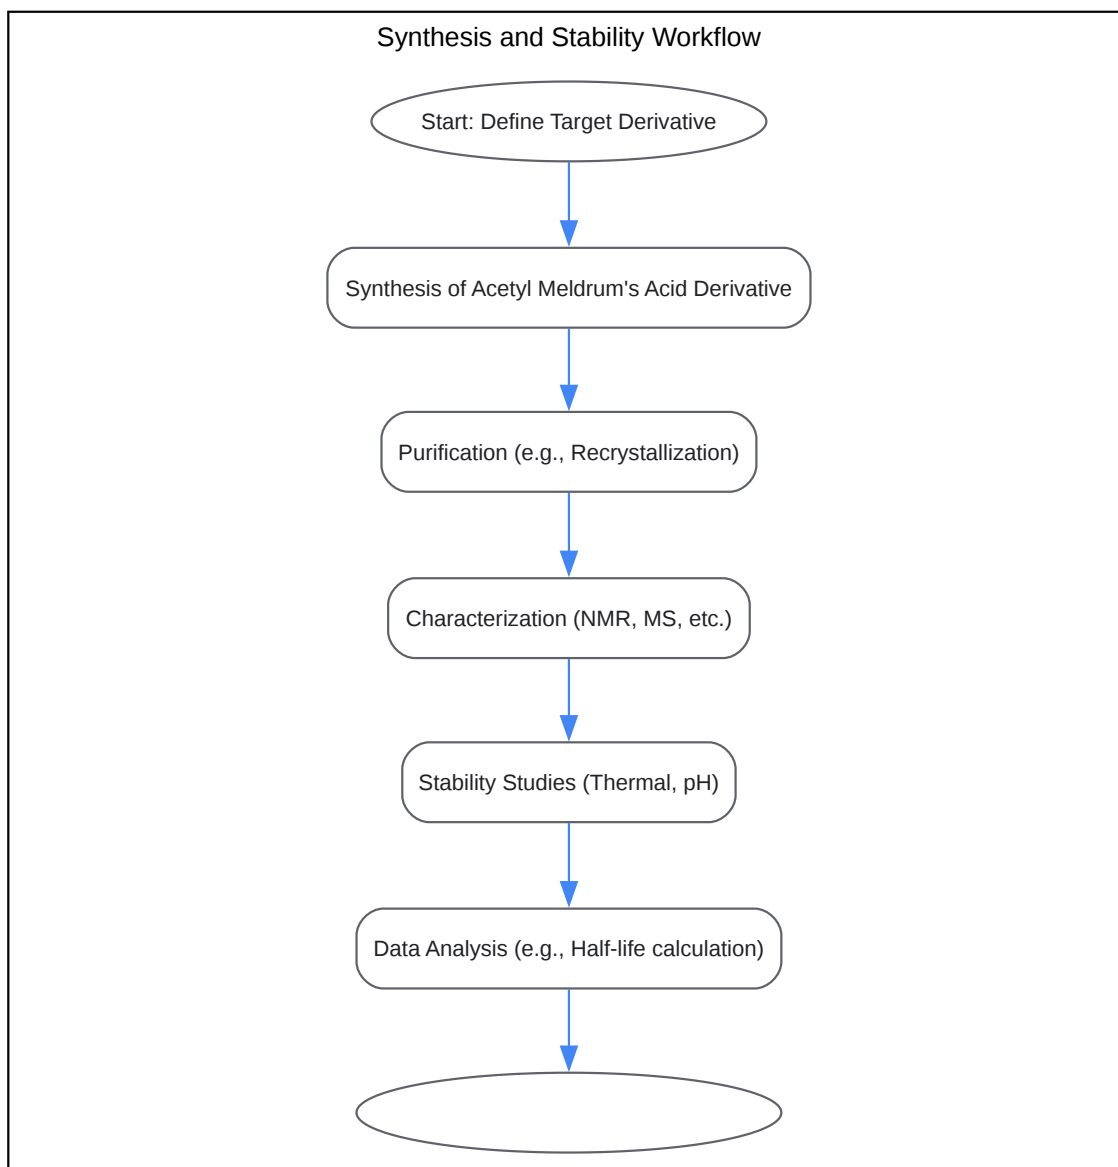 Synthesis and Stability Workflow
Start: Define Target Derivative
Synthesis of Acetyl Meldrum's Acid Derivative
Purification (e.g., Recrystallization)
Characterization (NMR, MS, etc.)
Stability Studies (Thermal, pH)
Data Analysis (e.g., Half-life calculation)